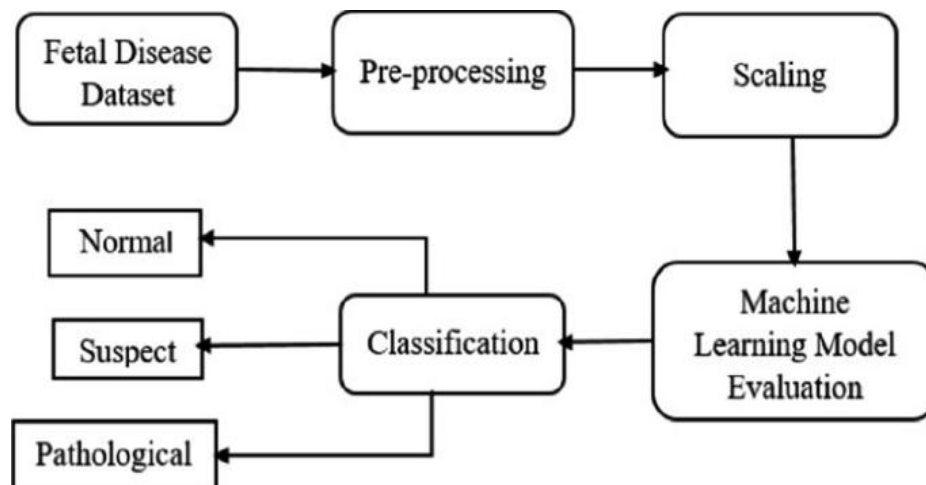 Fetal Disease
Dataset
Pre-processing
Scaling
Normal
Suspect
Pathological
Classification
Machine
Learning Model
Evaluation